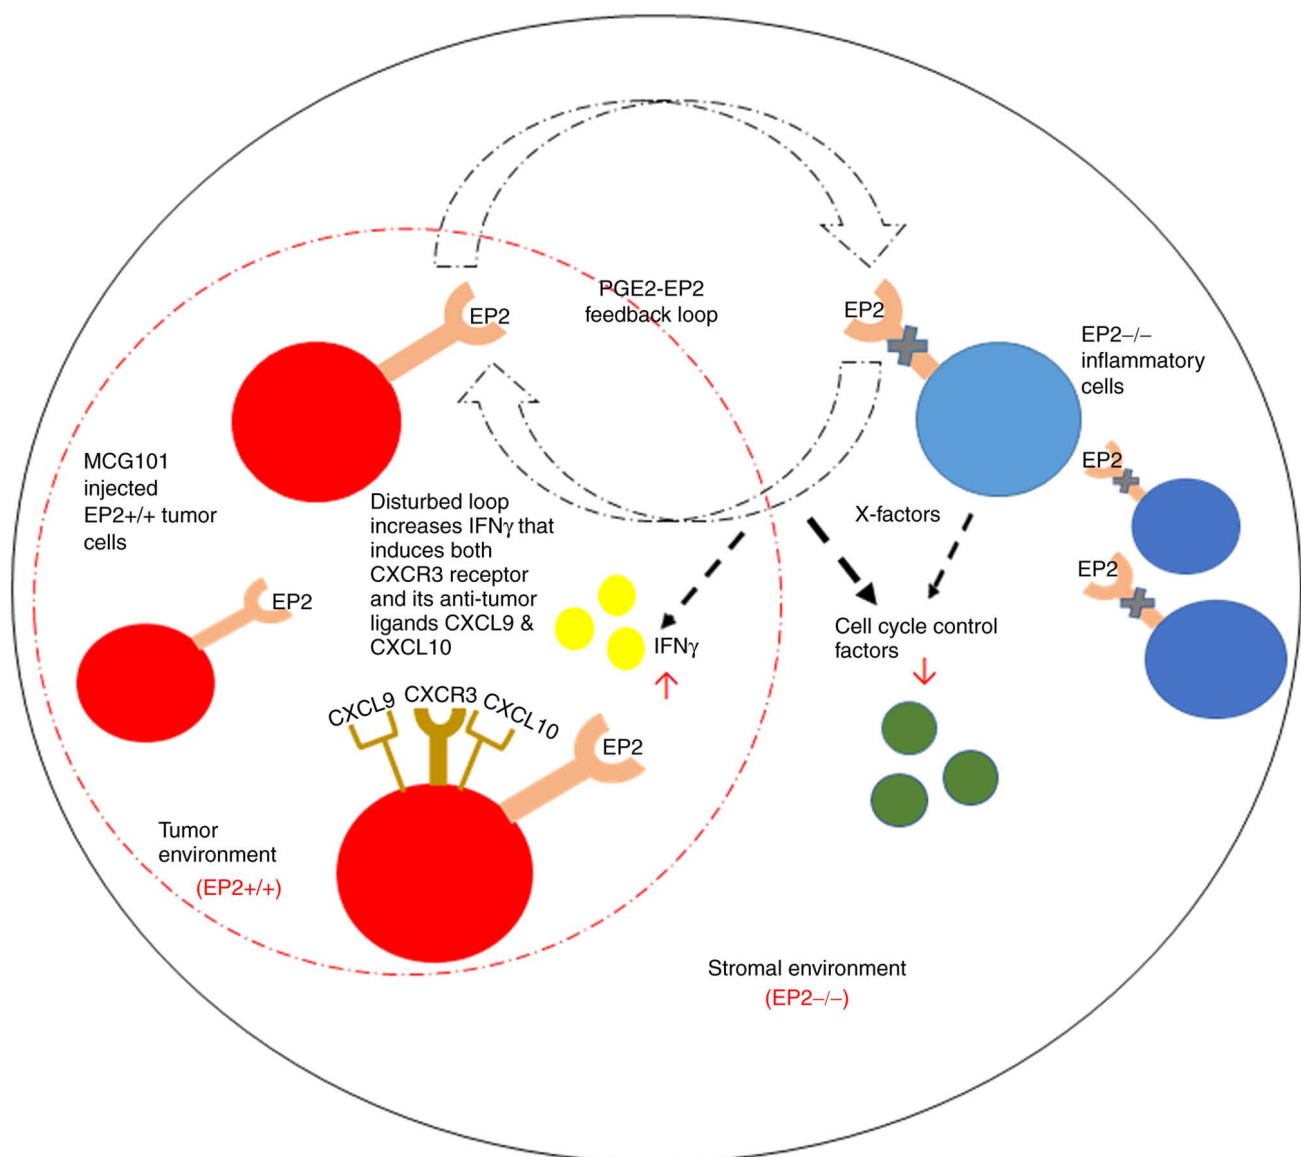 PGE2-EP2
feedback loop
EP2
EP2
EP2−/−
inflammatory
cells
MCG101
injected
EP2+/+ tumor
cells
EP2
EP2
Disturbed loop
increases IFNγ that
induces both
CXCR3 receptor
and its anti-tumor
ligands CXCL9 &
CXCL10
X-factors
EP2
IFNγ
↑
Cell cycle control
factors
↓
CXCL9
CXCR3
CXCL10
EP2
Tumor
environment
(EP2+/+)
Stromal environment
(EP2−/−)